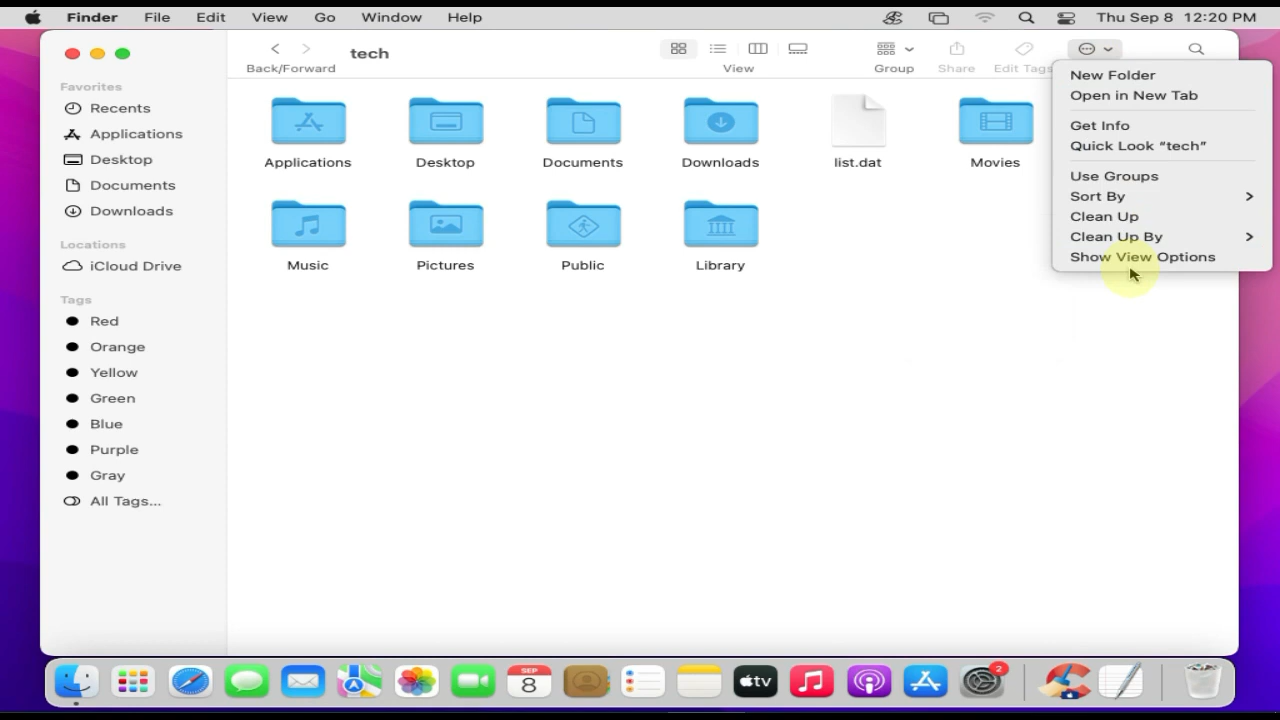 Finder File Edit View Go Window Help Thu Sep 8 12:20 PM
Back/Forward
tech
View
Group
Share
Edit Tags
Favorites
Recents
Applications
Desktop
Documents
Downloads
Locations
iCloud Drive
Tags
Red
Orange
Yellow
Green
Blue
Purple
Gray
All Tags...
Applications Desktop Documents Downloads list.dat Movies
Music Pictures Public Library
New Folder
Open in New Tab
Get Info
Quick Look “tech”
Use Groups
Sort By
Clean Up
Clean Up By
Show View Options
SEP
8
tv
2